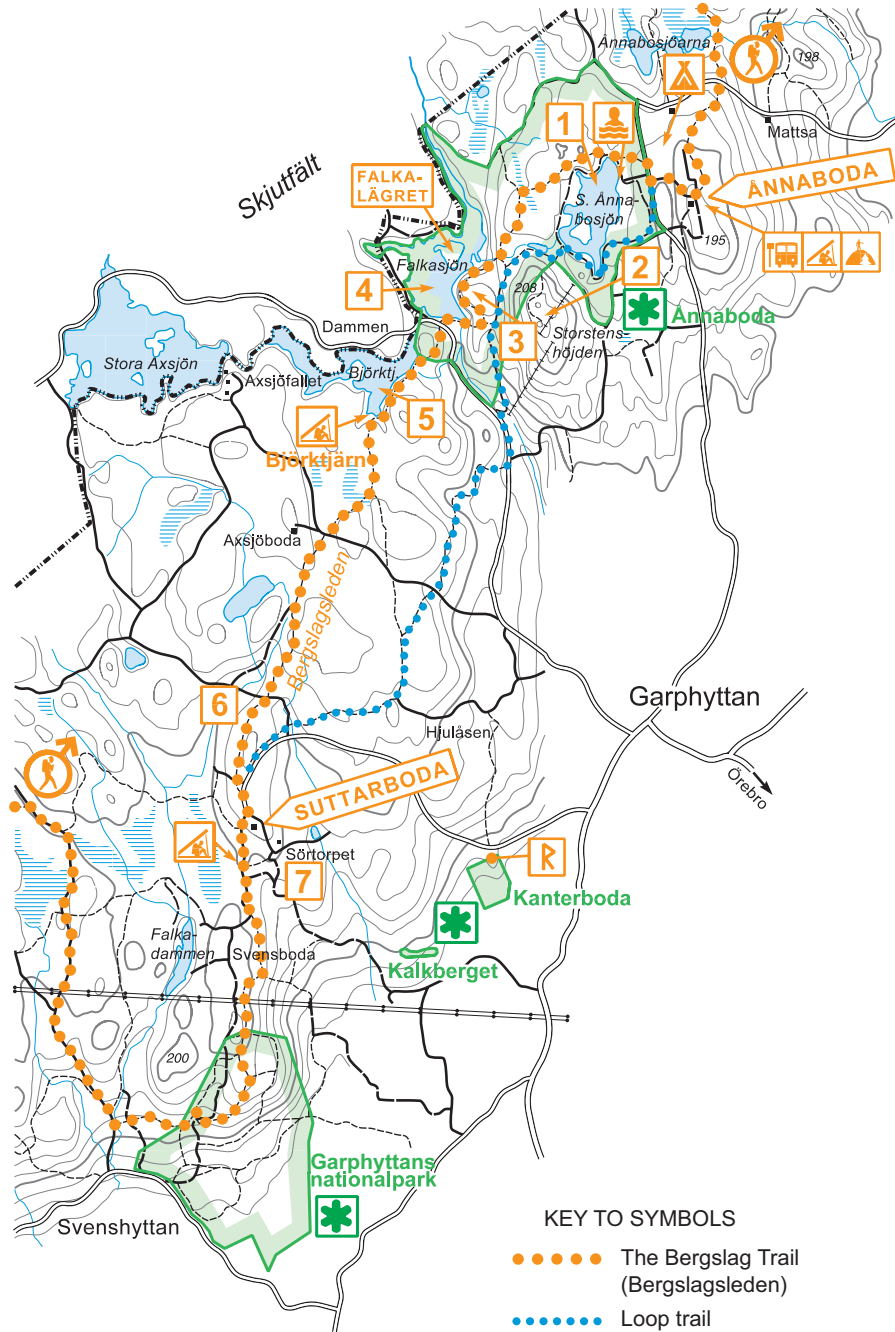 Ånnabosjöarna
198
Mattsa
1
Skjutfält
FALKA-
LÄGRET
S. Änna-
bosjön
ÅNNABODA
195
Falkasjön
4
208
2
Dammen
3
Storstens-
höjden
Ånnaboda
Stora Axsjön
Björktj.
Axsjöfallet
5
Björktjärn
Axsjöboda
Bergslagsleden
6
Garphyttan
Hjulåsen
Örebro
SUTTARBODA
Sörtorpet
7
R
Kanterboda
Falka-
dammen
Svensboda
Kalkberget
200
Garphyttans
nationalpark
Svenshyttan
KEY TO SYMBOLS
The Bergslag Trail
(Bergslagsleden)
Loop trail